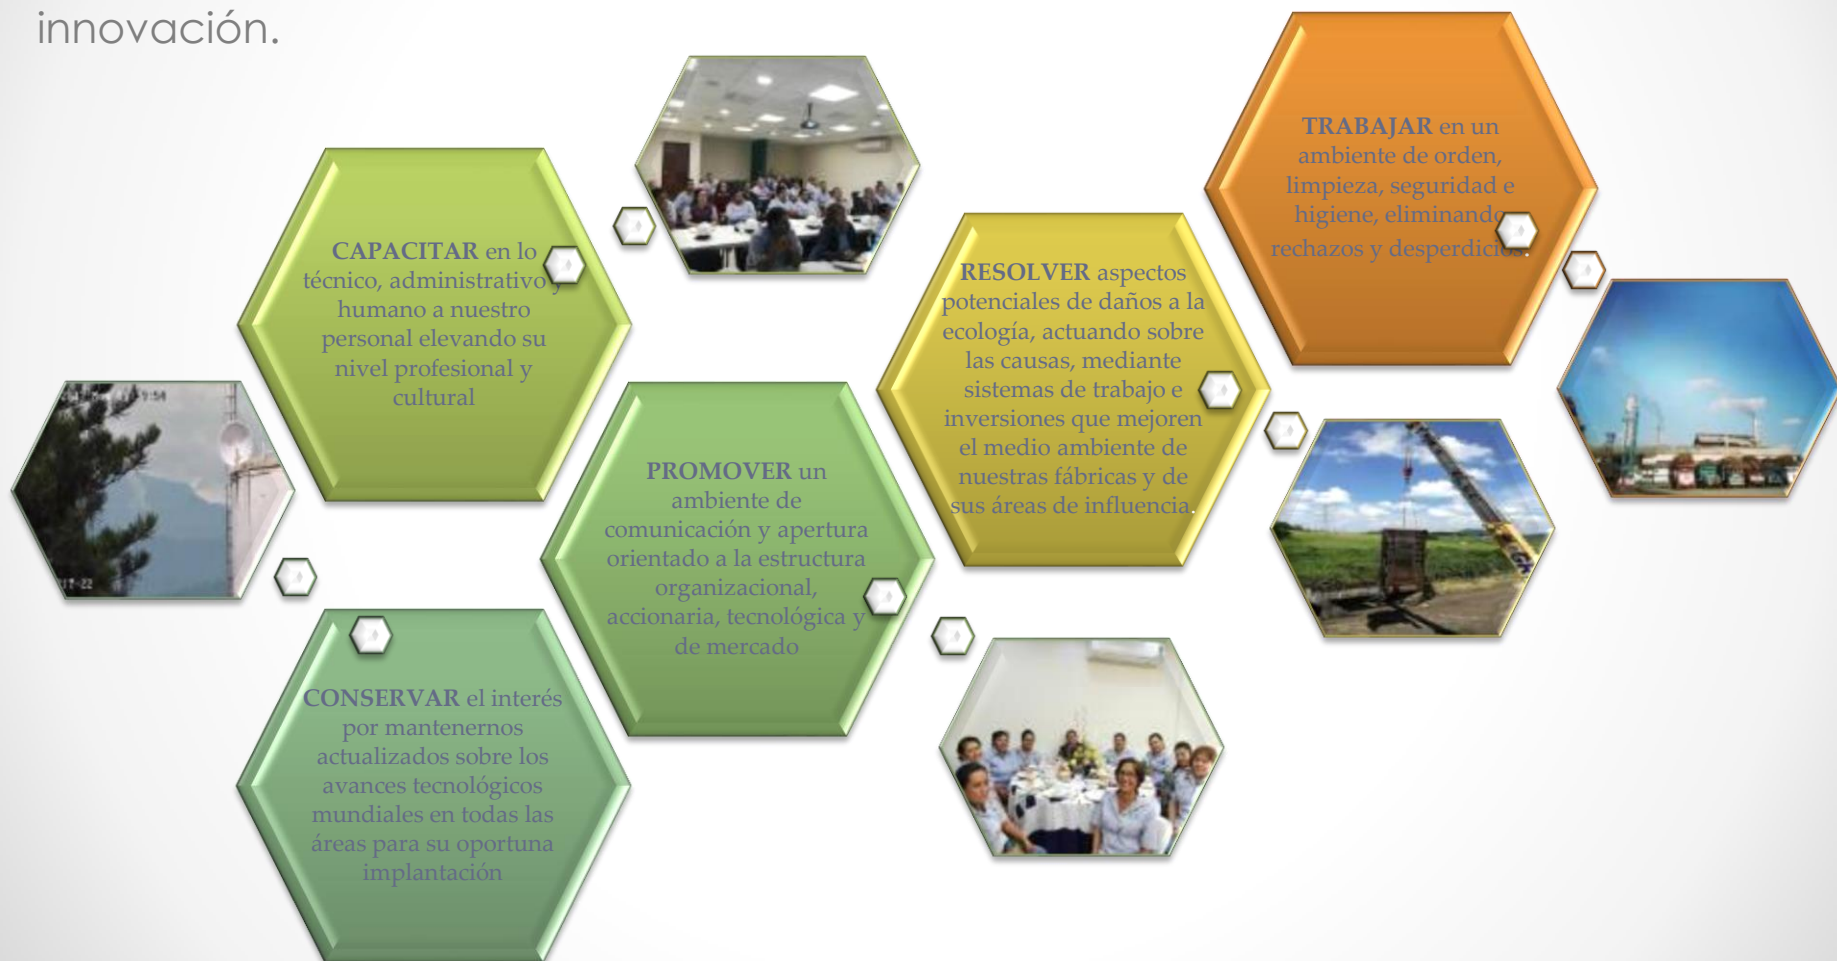 innovación.
CAPACITAR en lo
técnico, administrativo y
humano a nuestro
personal elevando su
nivel profesional y
cultural
CONSERVAR el interés
por mantenernos
actualizados sobre los
avances tecnológicos
mundiales en todas las
áreas para su oportuna
implantación
PROMOVER un
ambiente de
comunicación y apertura
orientado a la estructura
organizacional,
accionaria, tecnológica y
de mercado
RESOLVER aspectos
potenciales de daños a la
ecología, actuando sobre
las causas, mediante
sistemas de trabajo e
inversiones que mejoren
el medio ambiente de
nuestras fábricas y de
sus áreas de influencia.
TRABAJAR en un
ambiente de orden,
limpieza, seguridad e
higiene, eliminando
rechazos y desperdicios.